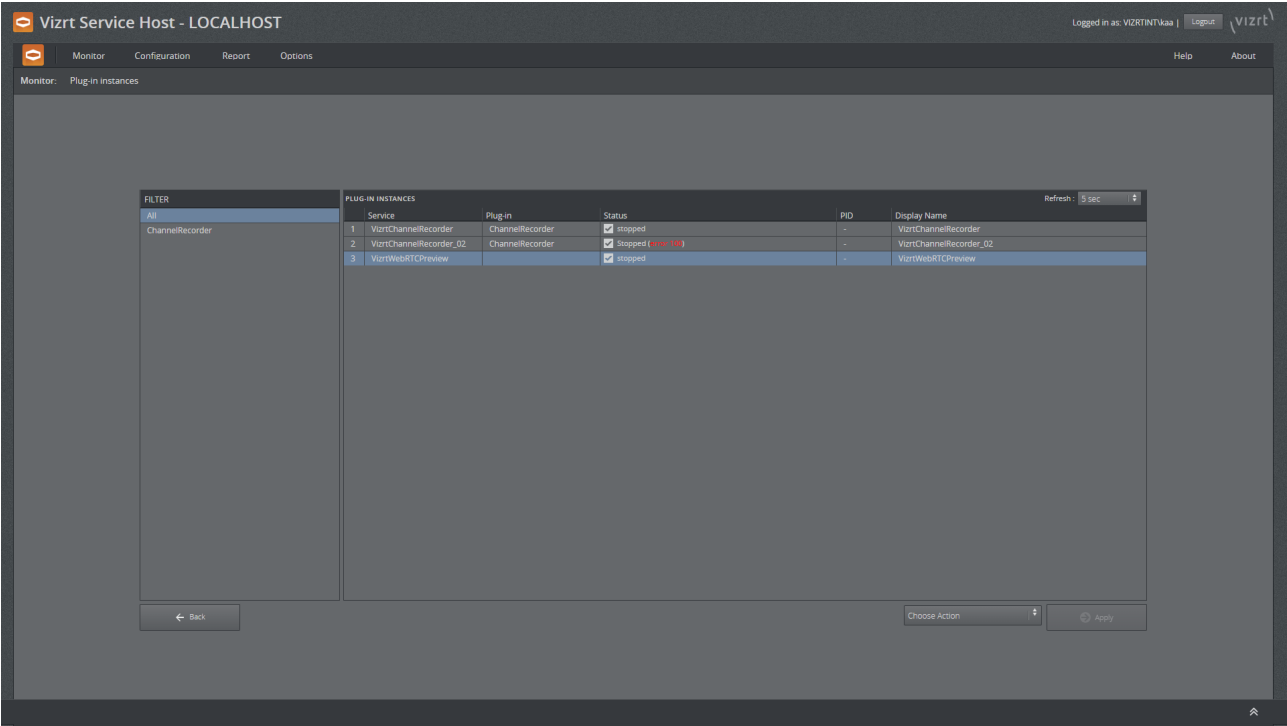 Vizrt Service Host - LOCALHOST
Logged in as: VIZRTINT\kaa | Logout vizrt
Monitor Configuration Report Options Help About
Monitor: Plug-in instances
FILTER
All
ChannelRecorder
PLUG-IN INSTANCES Refresh : 5 sec
Service Plug-in Status PID Display Name
1 VizrtChannelRecorder ChannelRecorder stopped - VizrtChannelRecorder
2 VizrtChannelRecorder_02 ChannelRecorder Stopped ( ) - VizrtChannelRecorder_02
3 VizrtWebRTCPreview stopped - VizrtWebRTCPreview
Back Choose Action Apply